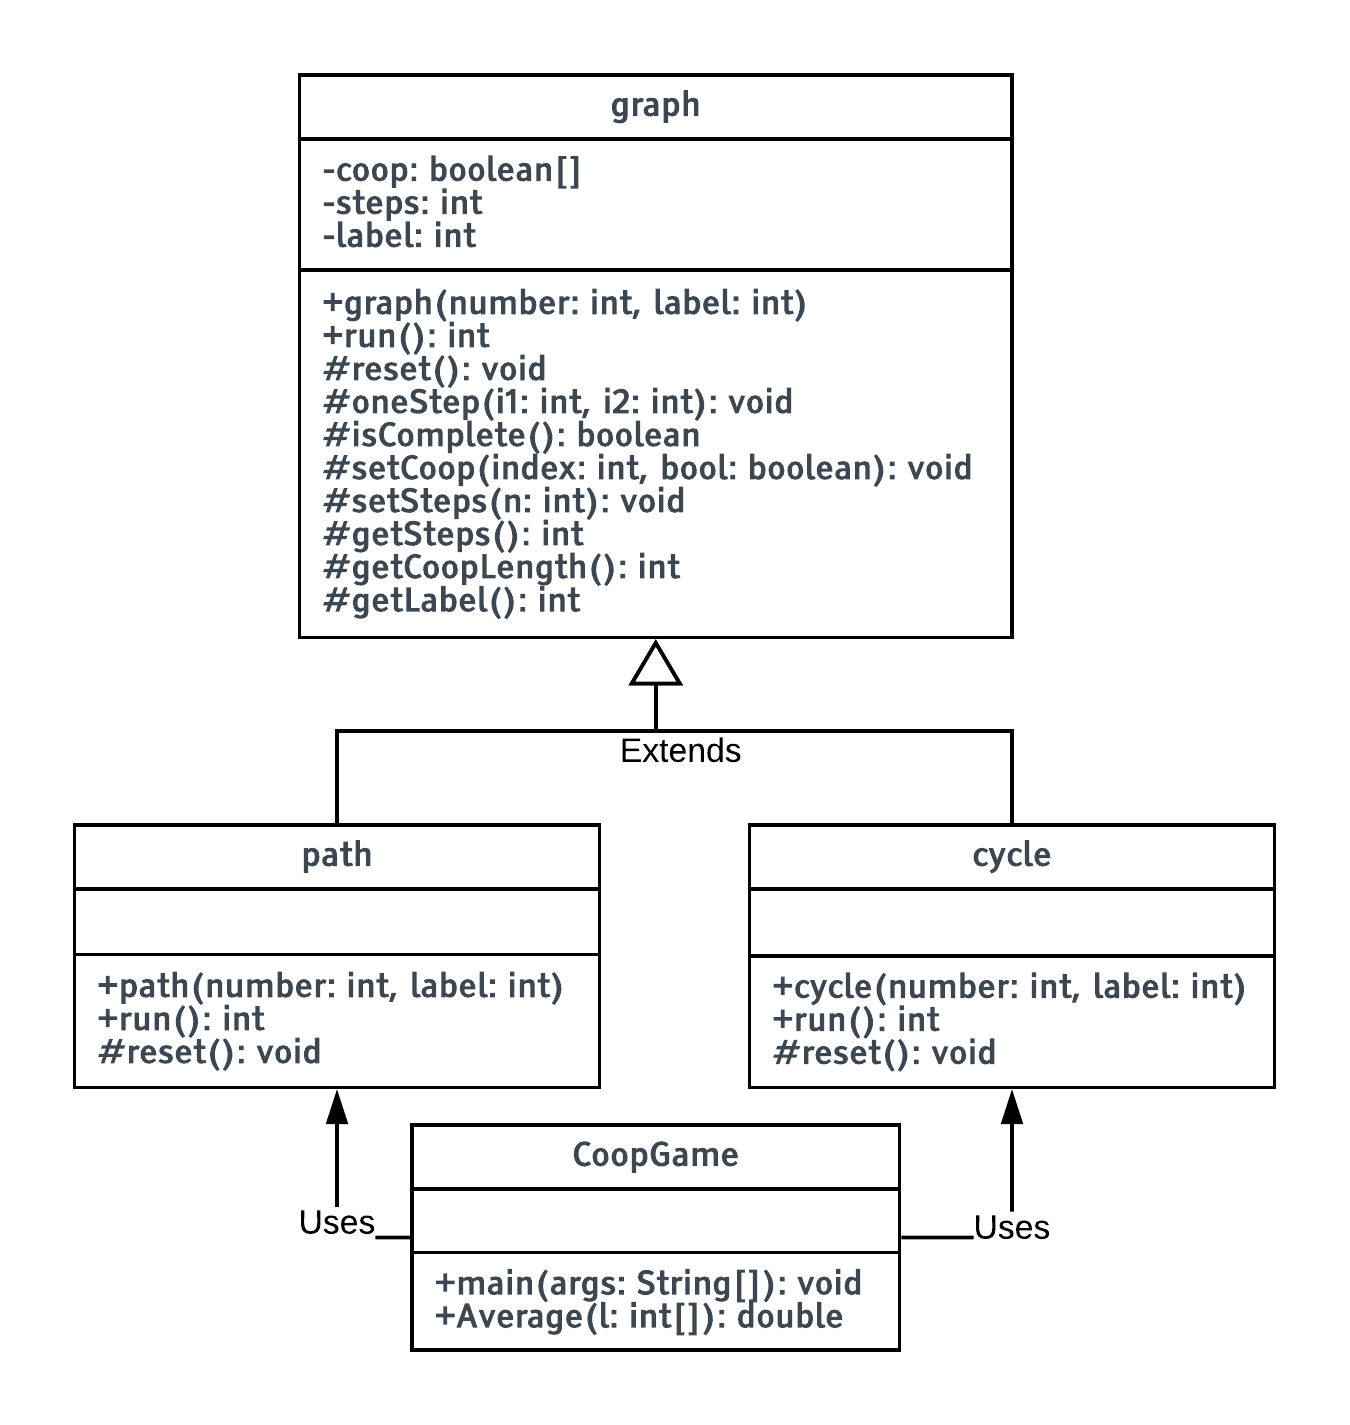 graph
-coop: boolean[]
-steps: int
-label: int
+graph(number: int, label: int)
+run(): int
#reset(): void
#oneStep(i1: int, i2: int): void
#isComplete(): boolean
#setCoop(index: int, bool: boolean): void
#setSteps(n: int): void
#getSteps(): int
#getCoopLength(): int
#getLabel(): int
Extends
path
+path(number: int, label: int)
+run(): int
#reset(): void
cycle
+cycle(number: int, label: int)
+run(): int
#reset(): void
Uses
CoopGame
+main(args: String[]): void
+Average(l: int[]): double
Uses